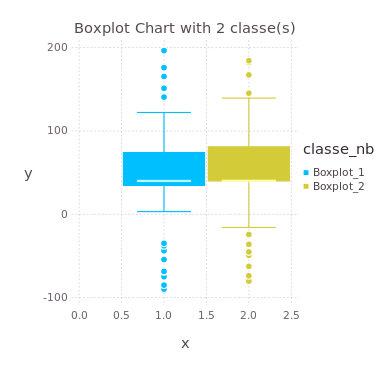 Boxplot Chart with 2 classe(s)
200
100
0
-100
y
0.0 0.5 1.0 1.5 2.0 2.5
x
classe_nb
Boxplot_1
Boxplot_2